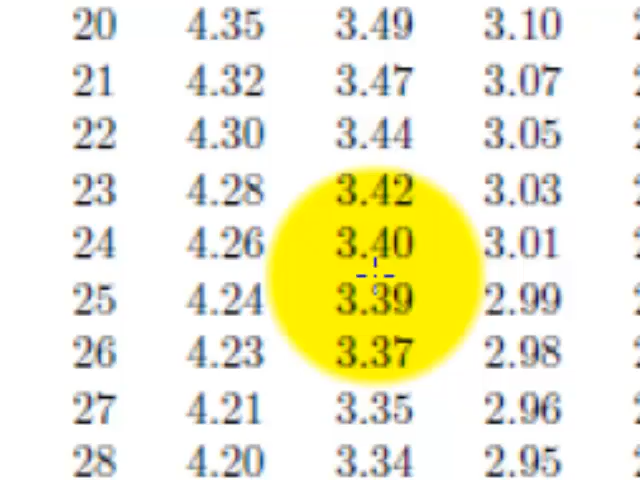 20 4.35 3.49 3.10
21 4.32 3.47 3.07
22 4.30 3.44 3.05
23 4.28 3.42 3.03
24 4.26 3.40 3.01
25 4.24 3.39 2.99
26 4.23 3.37 2.98
27 4.21 3.35 2.96
28 4.20 3.34 2.95